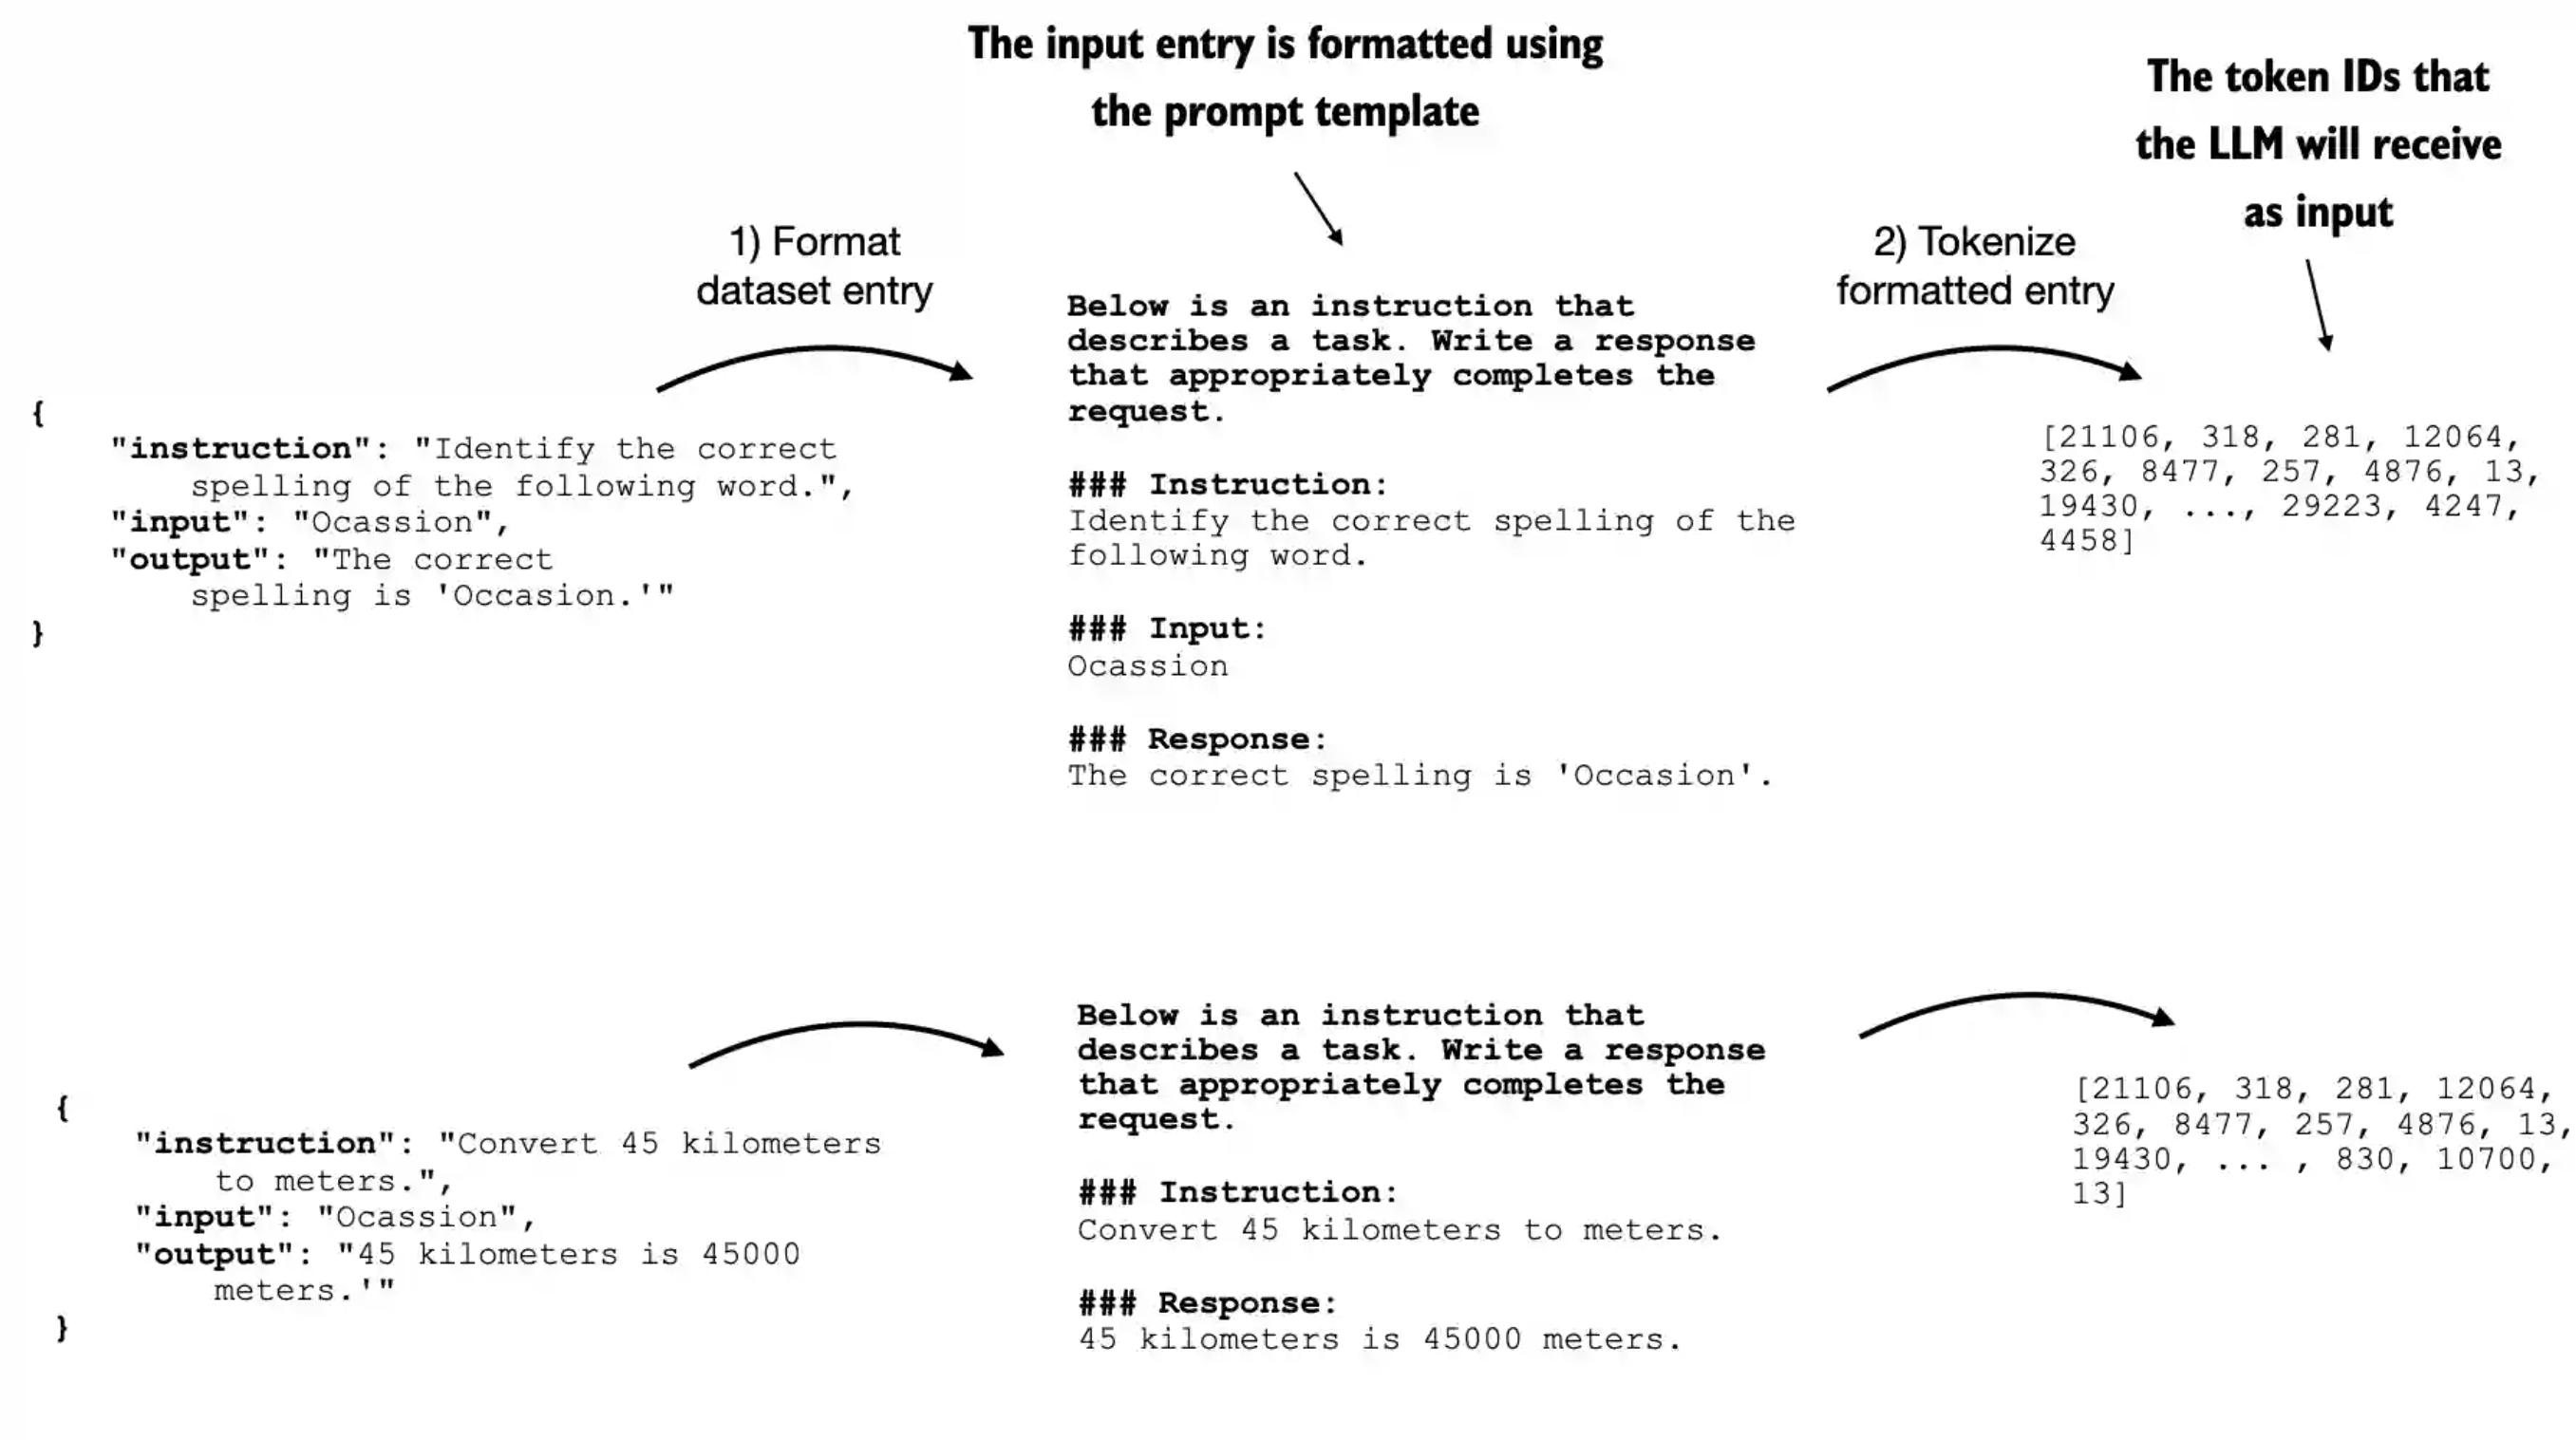 The input entry is formatted using
the prompt template
The token IDs that
the LLM will receive
as input
1) Format
dataset entry
2) Tokenize
formatted entry
{
"instruction": "Identify the correct
spelling of the following word.",
"input": "Ocassion",
"output": "The correct
spelling is 'Occasion.'"
}
Below is an instruction that
describes a task. Write a response
that appropriately completes the
request.
### Instruction:
Identify the correct spelling of the
following word.
### Input:
Ocassion
### Response:
The correct spelling is 'Occasion'.
[21106, 318, 281, 12064,
326, 8477, 257, 4876, 13,
19430, ..., 29223, 4247,
4458]
{
"instruction": "Convert 45 kilometers
to meters.",
"input": "Ocassion",
"output": "45 kilometers is 45000
meters.'"
}
Below is an instruction that
describes a task. Write a response
that appropriately completes the
request.
### Instruction:
Convert 45 kilometers to meters.
### Response:
45 kilometers is 45000 meters.
[21106, 318, 281, 12064,
326, 8477, 257, 4876, 13,
19430, ... , 830, 10700,
13]